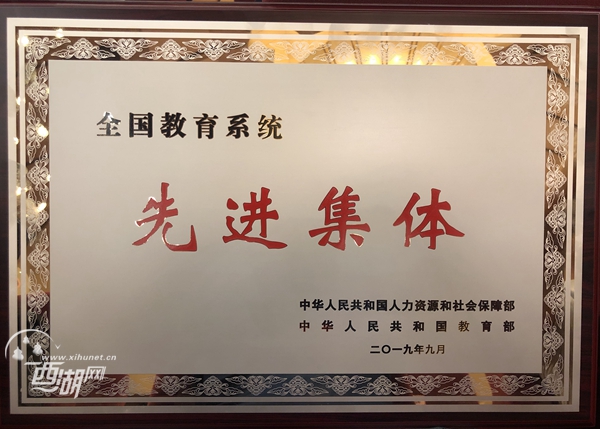 全国教育系统
先进集体
中华人民共和国人力资源和社会保障部
中华人民共和国教育部
二〇一九年九月
www.xihunet.cn
西湖网